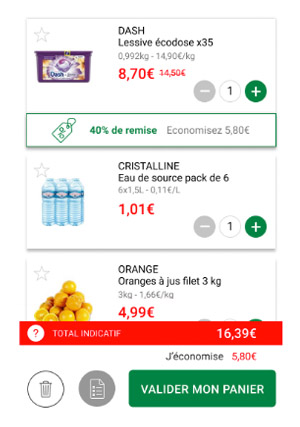 DASH
Lessive écodose x35
0,992kg - 14,90€/kg
8,70€ 14,50€
1
40% de remise Economisez 5,80€
CRISTALLINE
Eau de source pack de 6
6x1,5L - 0,11€/L
1,01€
1
ORANGE
Oranges à jus filet 3 kg
3kg - 1,66€/kg
4,99€
? TOTAL INDICATIF 16,39€
J'économise 5,80€
VALIDER MON PANIER